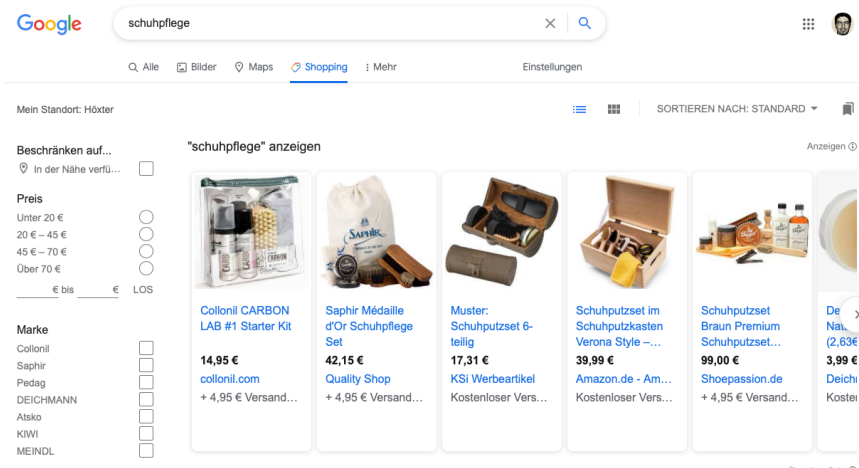 Google
schuhpflege
Alle Bilder Maps Shopping Mehr Einstellungen
Mein Standort: Höxter
SORTIEREN NACH: STANDARD
Beschränken auf...
In der Nähe verfü…
Preis
Unter 20 €
20 € – 45 €
45 € – 70 €
Über 70 €
€ bis € LOS
Marke
Collonil
Saphir
Pedag
DEICHMANN
Atsko
KIWI
MEINDL
"schuhpflege" anzeigen
Anzeigen
Collonil CARBON
LAB #1 Starter Kit
14,95 €
collonil.com
+ 4,95 € Versand…
SAPHIR
Saphir Médaille
d'Or Schuhpflege
Set
42,15 €
Quality Shop
+ 4,95 € Versand…
Muster:
Schuhputzset 6-
teilig
17,31 €
KSi Werbeartikel
Kostenloser Vers…
Schuhputzset im
Schuhputzkasten
Verona Style –…
39,99 €
Amazon.de - Am…
Kostenloser Vers…
Schuhputzset
Braun Premium
Schuhputzset…
99,00 €
Shoepassion.de
+ 4,95 € Versand…
(2,63€
3,99 €